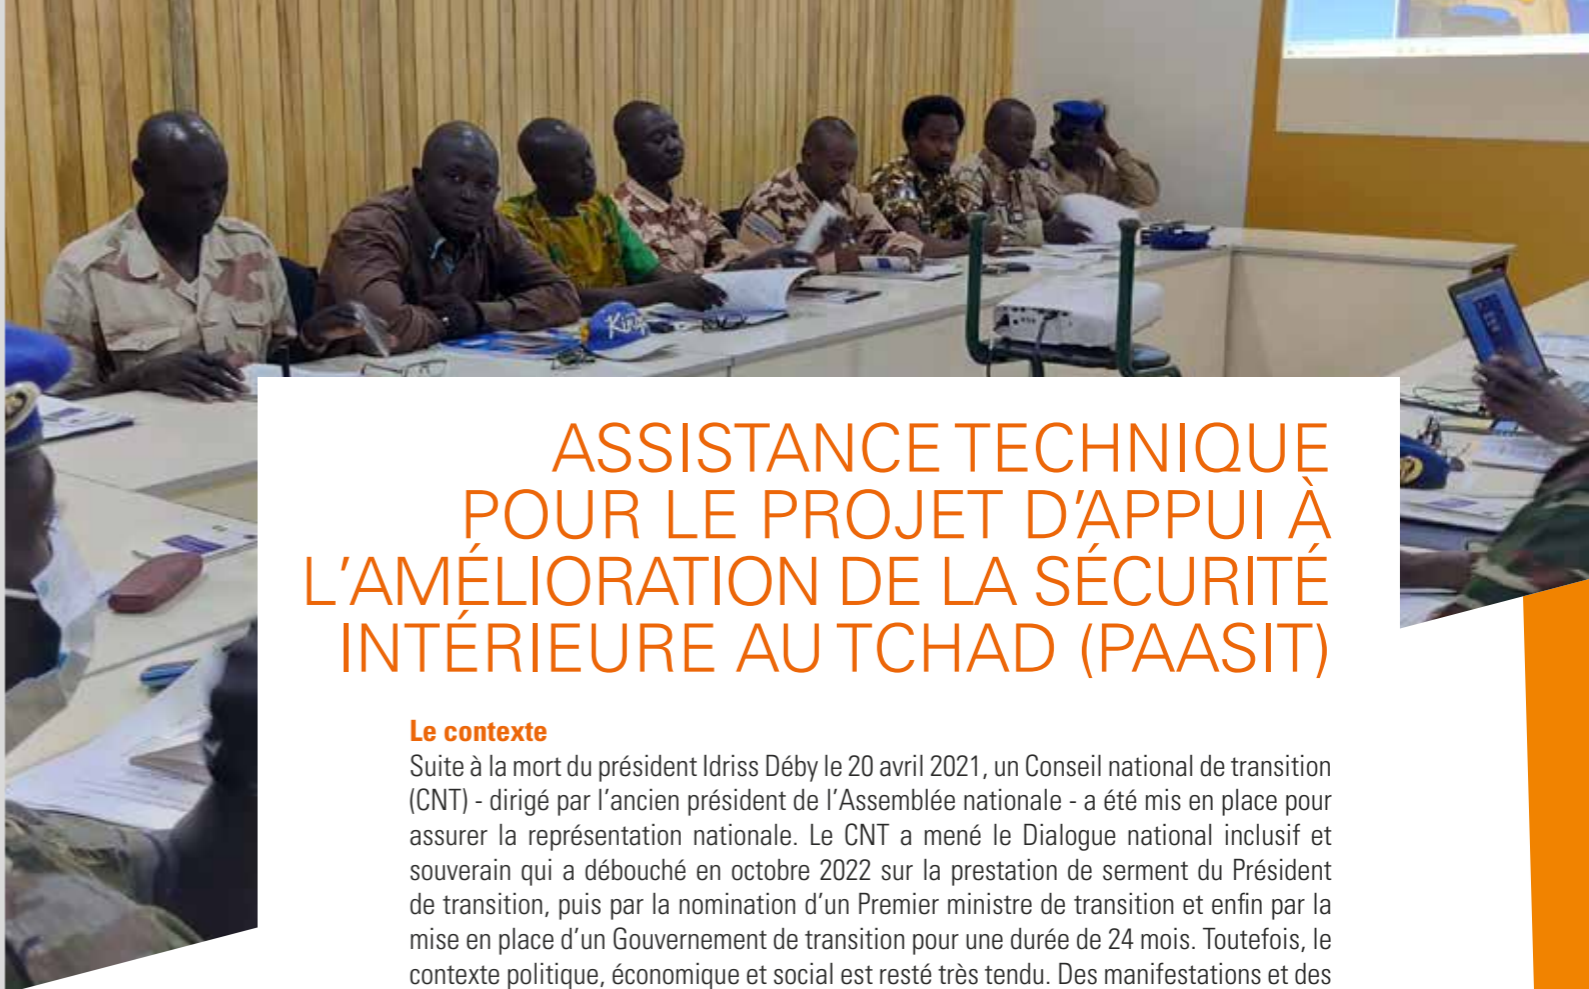 Kings
ASSISTANCE TECHNIQUE
POUR LE PROJET D'APPUI À
L'AMÉLIORATION DE LA SÉCURITÉ
INTÉRIEURE AU TCHAD (PAASIT)
Le contexte
Suite à la mort du président Idriss Déby le 20 avril 2021, un Conseil national de transition
(CNT) - dirigé par l'ancien président de l'Assemblée nationale - a été mis en place pour
assurer la représentation nationale. Le CNT a mené le Dialogue national inclusif et
souverain qui a débouché en octobre 2022 sur la prestation de serment du Président
de transition, puis par la nomination d'un Premier ministre de transition et enfin par la
mise en place d'un Gouvernement de transition pour une durée de 24 mois. Toutefois, le
contexte politique, économique et social est resté très tendu. Des manifestations et des